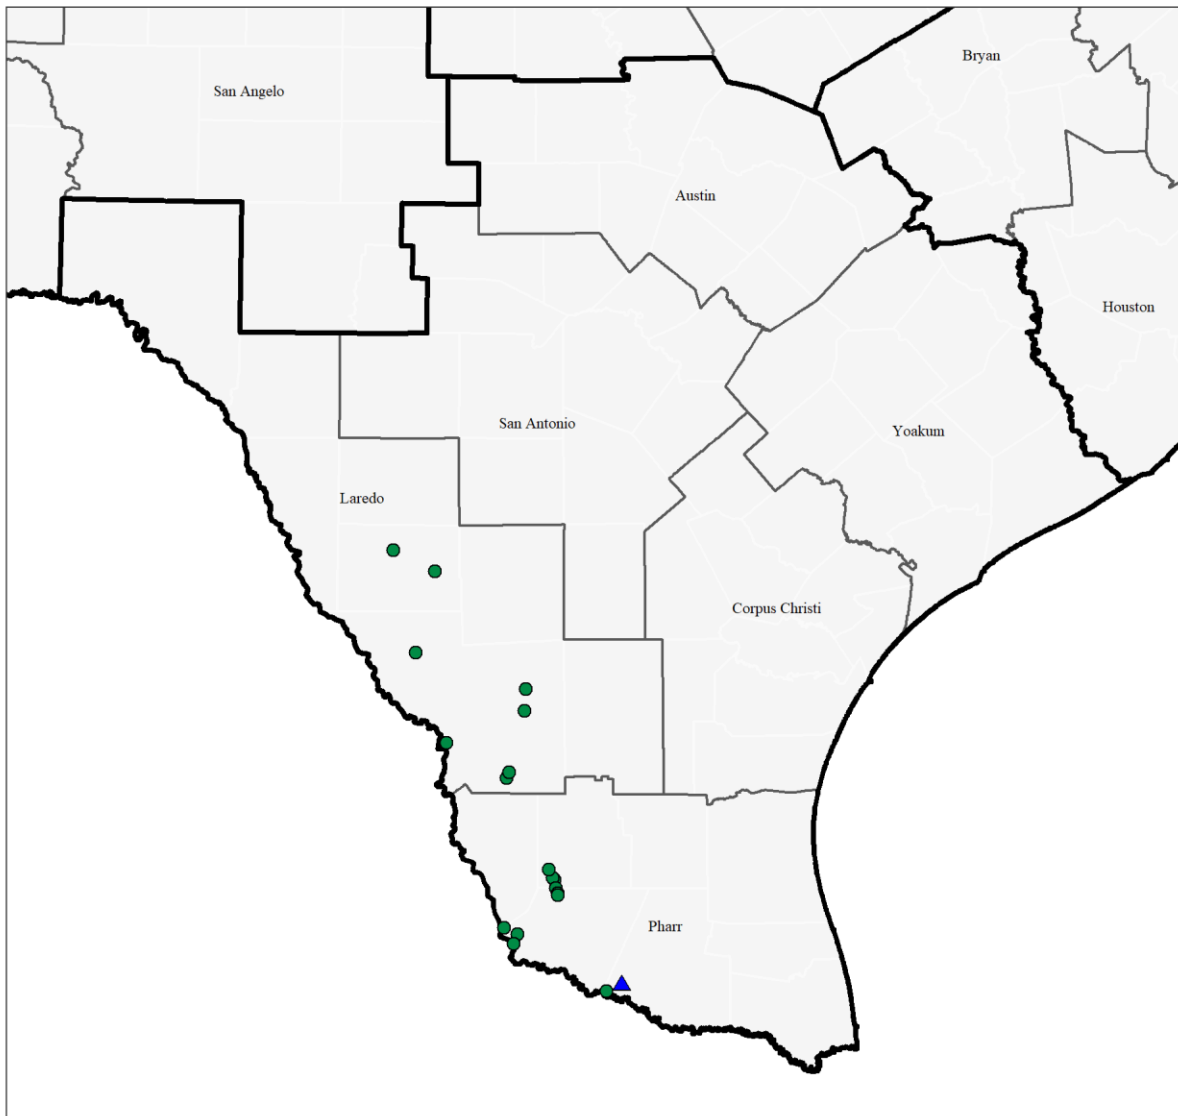 Bryan
San Angelo
Austin
Houston
San Antonio
Yoakum
Laredo
Corpus Christi
Pharr